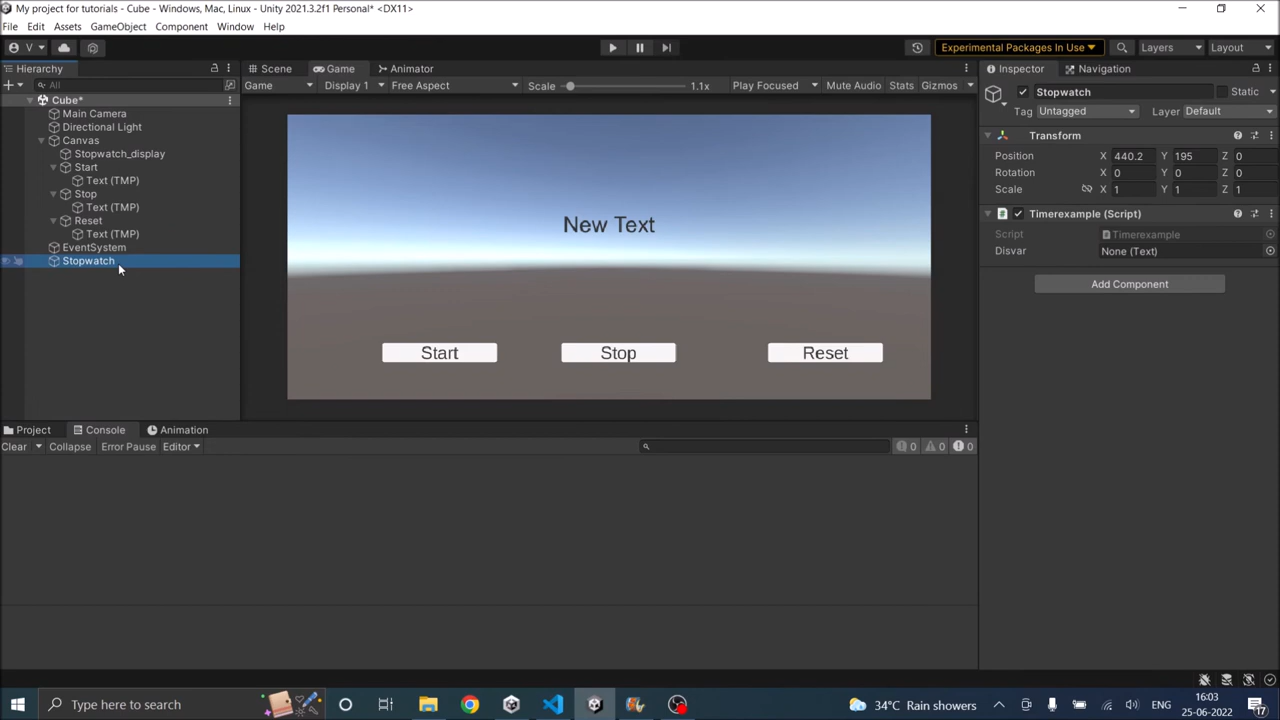 My project for tutorials - Cube - Windows, Mac, Linux - Unity 2021.3.2f1 Personal* <DX11>
File Edit Assets GameObject Component Window Help
V Experimental Packages In Use Layers Layout
Hierarchy Scene Game Animator Inspector Navigation
All Game Display 1 Free Aspect Scale 1.1x Play Focused Mute Audio Stats Gizmos
Stopwatch Static
Cube*
Tag Untagged Layer Default
Main Camera
Directional Light
Canvas
Stopwatch_display
Start
Text (TMP)
Stop
Text (TMP)
Reset
Text (TMP)
EventSystem
Stopwatch
New Text
Start Stop Reset
Transform
Position X 440.2 Y 195 Z 0
Rotation X 0 Y 0 Z 0
Scale X 1 Y 1 Z 1
Timerexample (Script)
Script Timerexample
Disvar None (Text)
Add Component
Project Console Animation
Clear Collapse Error Pause Editor 0 0 0
Type here to search
34°C Rain showers ENG 16:03
25-06-2022
17